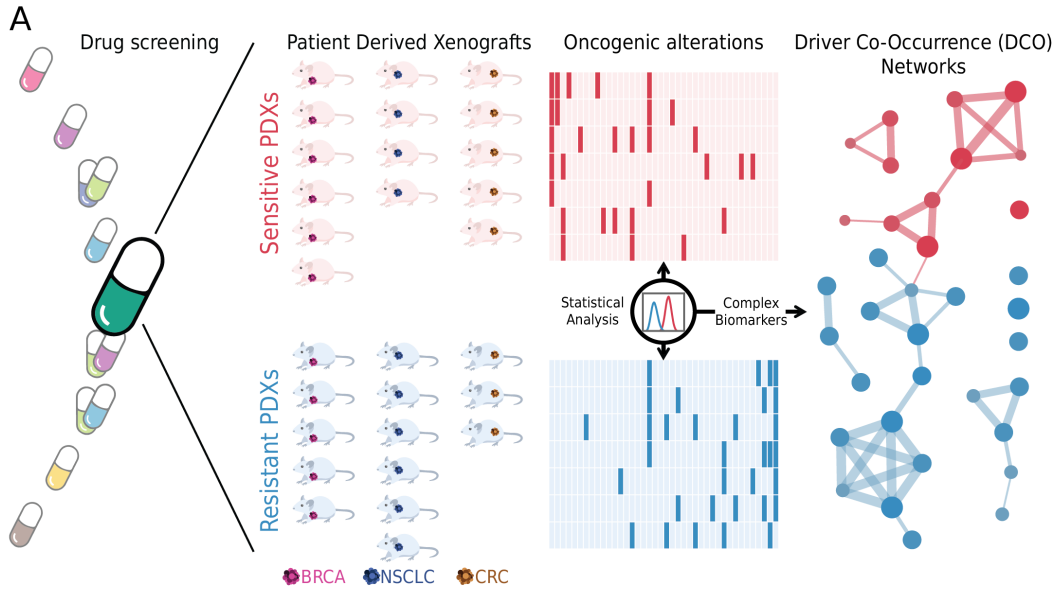 A
Drug screening
Patient Derived Xenografts
Oncogenic alterations
Driver Co-Occurrence (DCO)
Networks
Sensitive PDXs
Statistical
Analysis
Complex
Biomarkers
Resistant PDXs
BRCA
NSCLC
CRC